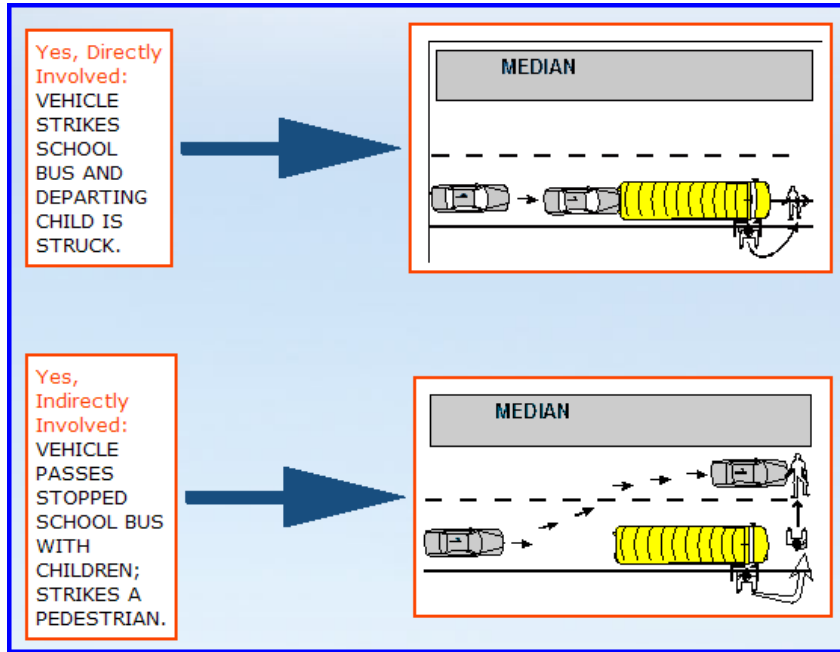 Yes, Directly
Involved:
VEHICLE
STRIKES
SCHOOL
BUS AND
DEPARTING
CHILD IS
STRUCK.
MEDIAN
Yes,
Indirectly
Involved:
VEHICLE
PASSES
STOPPED
SCHOOL BUS
WITH
CHILDREN;
STRIKES A
PEDESTRIAN.
MEDIAN